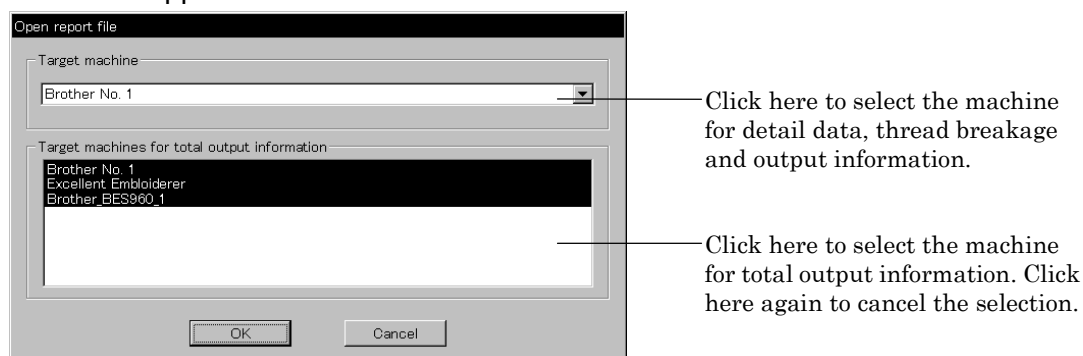 Open report file
Target machine
Brother No. 1
Click here to select the machine
for detail data, thread breakage
and output information.
Target machines for total output information
Brother No. 1
Excellent Embloiderer
Brother_BES960_1
Click here to select the machine
for total output information. Click
here again to cancel the selection.
OK
Cancel